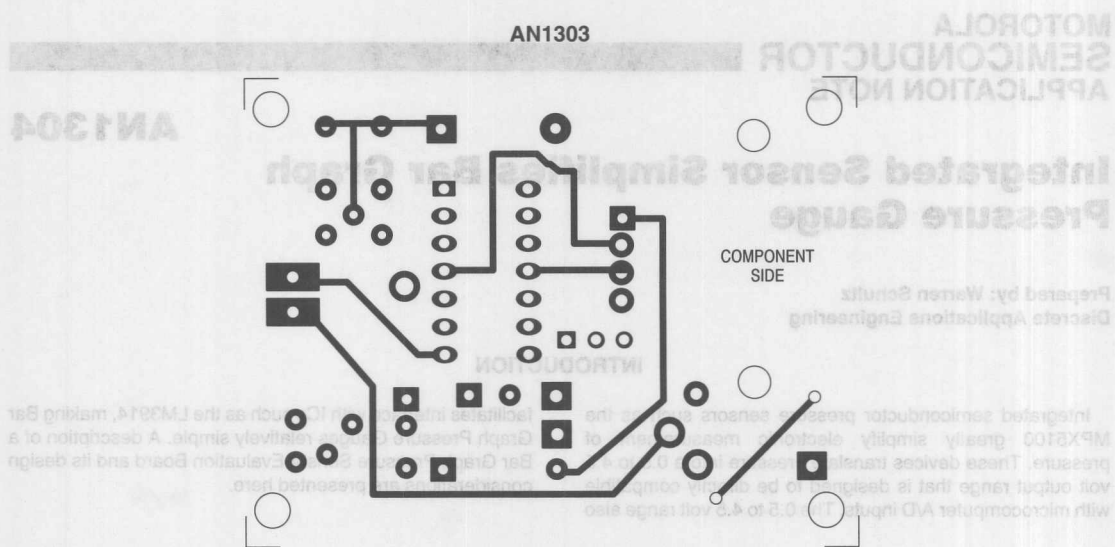 AN1303
COMPONENT
SIDE
MOTOROLA
SEMICONDUCTOR
APPLICATION NOTE
AN1304
Integrated Sensor Simplifies Bar Graph
Pressure Gauge
Prepared by: Warren Schultz
Discrete Applications Engineering
INTRODUCTION
Integrated semiconductor pressure sensors such as the
MPX5100 greatly simplify electronic measurement of
pressure. These devices translate pressure into a 0.5 to 4.5
volt output range that is designed to be directly compatible
with microcomputer A/D inputs. The 0.5 to 4.5 volt range also
facilitates interface with ICs such as the LM3914, making Bar
Graph Pressure Gauges relatively simple. A description of a
Bar Graph Pressure Sensor Evaluation Board and its design
considerations are presented here.